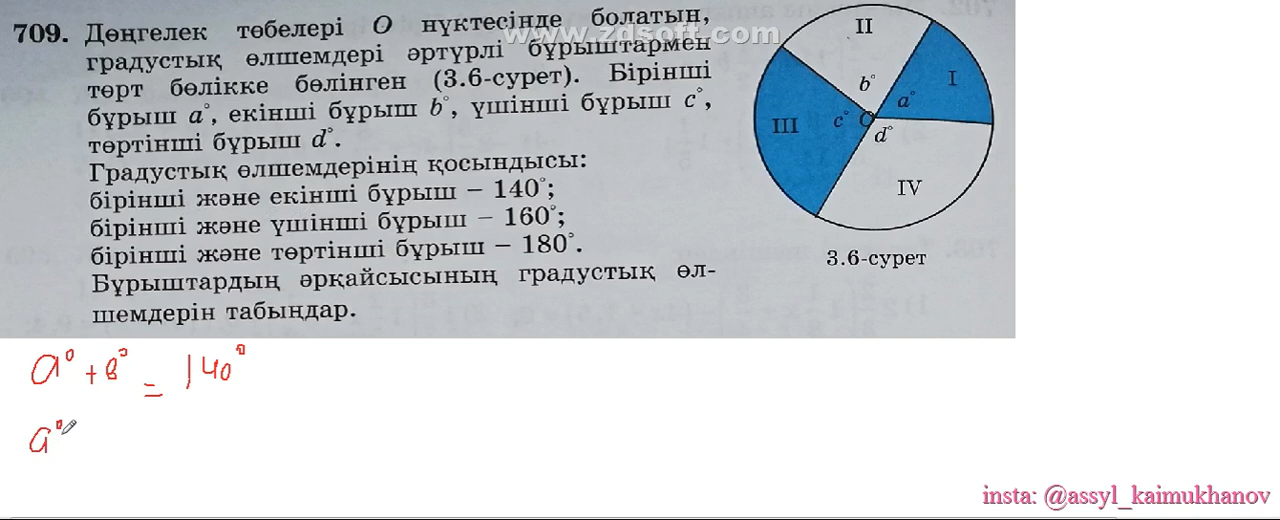 709. Дөңгелек төбелері О нүктесінде болатын,
градустық өлшемдері әртүрлі бұрыштармен
төрт бөлікке бөлінген (3.6-сурет). Бірінші
бұрыш a°, екінші бұрыш b°, үшінші бұрыш c°,
төртінші бұрыш d°.
Градустық өлшемдерінің қосындысы:
бірінші және екінші бұрыш – 140°;
бірінші және үшінші бұрыш – 160°;
бірінші және төртінші бұрыш – 180°.
Бұрыштардың әрқайсысының градустық өл-
шемдерін табыңдар.
www.zdsoft.com
II
I
b°
a°
III
c°
O
d°
IV
3.6-сурет
a° + в° = 140°
a°
insta: @assyl_kaimukhanov